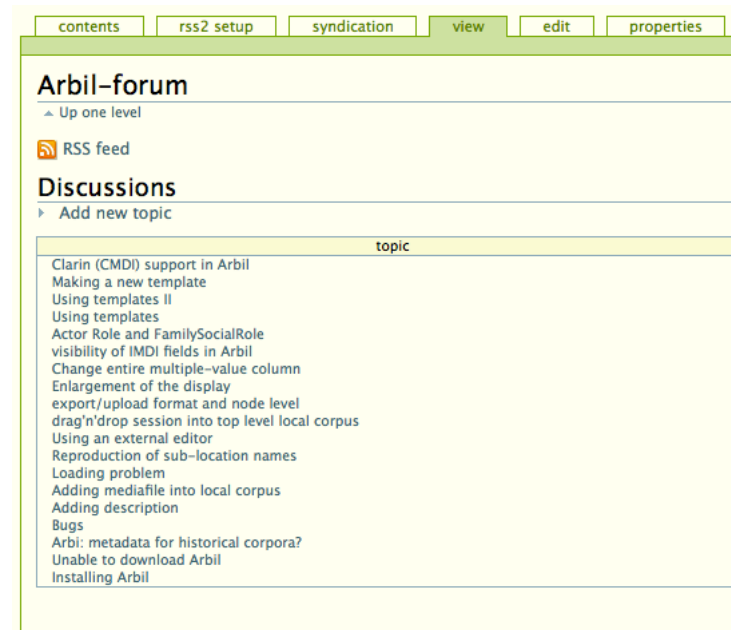 contents rss2 setup syndication view edit properties
Arbil-forum
Up one level
RSS feed
Discussions
Add new topic
topic
Clarin (CMDI) support in Arbil
Making a new template
Using templates II
Using templates
Actor Role and FamilySocialRole
visibility of IMDI fields in Arbil
Change entire multiple-value column
Enlargement of the display
export/upload format and node level
drag'n'drop session into top level local corpus
Using an external editor
Reproduction of sub-location names
Loading problem
Adding mediafile into local corpus
Adding description
Bugs
Arbi: metadata for historical corpora?
Unable to download Arbil
Installing Arbil